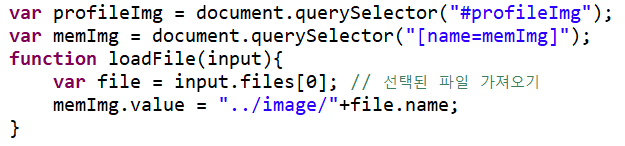 var profileImg = document.querySelector("#profileImg");
var memImg = document.querySelector("[name=memImg]");
function loadFile(input){
    var file = input.files[0]; // 선택된 파일 가져오기
    memImg.value = "../image/"+file.name;
}